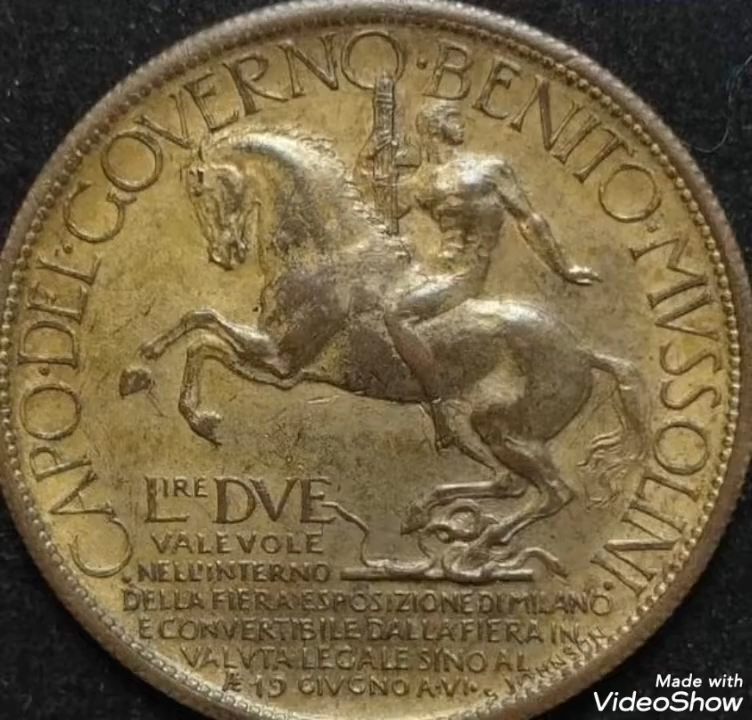 CAPO·DEL·GOVERNO·BENITO·MVSSOLINI·
LIRE DVE
VALEVOLE
NELL'INTERNO
DELLA FIERA ESPOSIZIONE DI MILANO
E CONVERTIBILE DALLA FIERA IN
VALVTA LEGALE SINO AL
19 GIVGNO A·VI·
S. JOHNSON
Made with
VideoShow